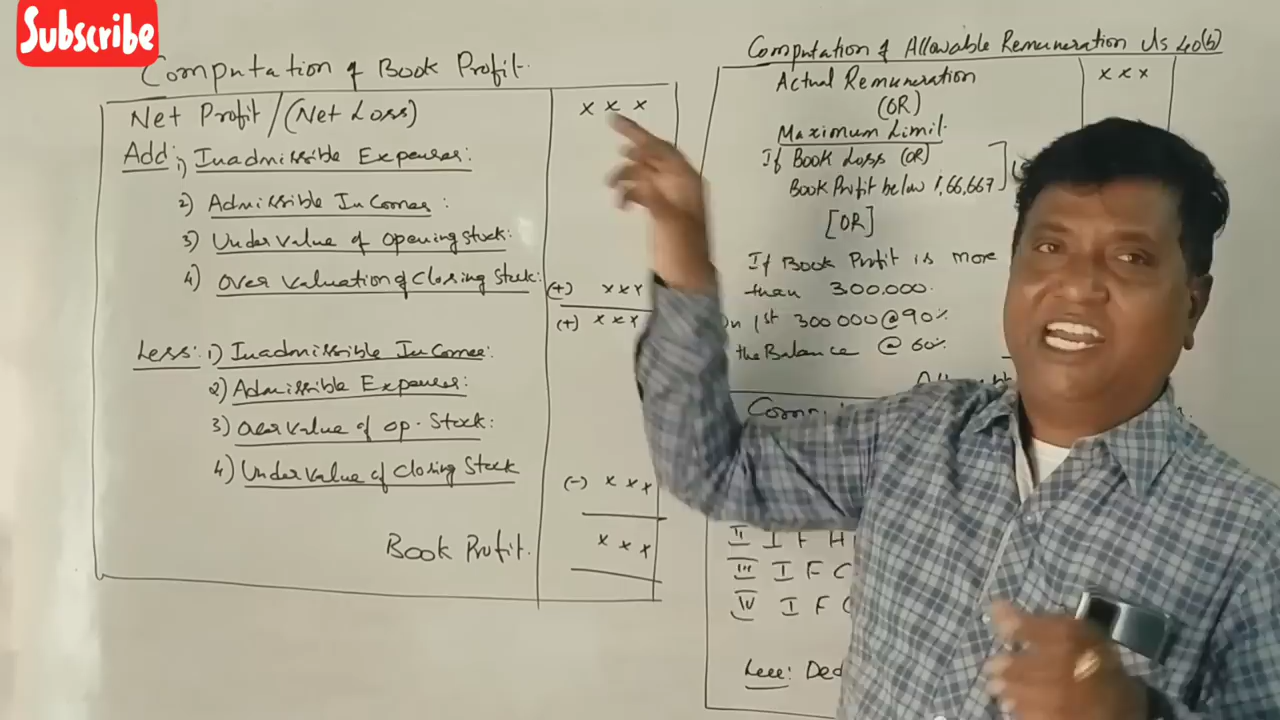 Subscribe
Computation of Book Profit.
Net Profit/(Net Loss) x x x
Add: 1) Inadmissible Expenses:
2) Admissible Incomes:
3) Under value of opening stock:
4) Over valuation of closing stock: (+) x x x
(+) x x x
Less: 1) Inadmissible Incomes:
2) Admissible Expenses:
3) Over value of op. Stock:
4) Under value of closing Stock (-) x x x
Book Profit. x x x
Computation of Allowable Remuneration U/s 40(b)
Actual Remuneration x x x
(OR)
Maximum Limit.
If Book Loss (OR)
Book Profit below 1,66,667
[OR]
If Book Profit is more
than 300,000.
1st 300 000 @ 90%
the Balance @ 60%
II I F H
III I F
IV I F
Less: Ded